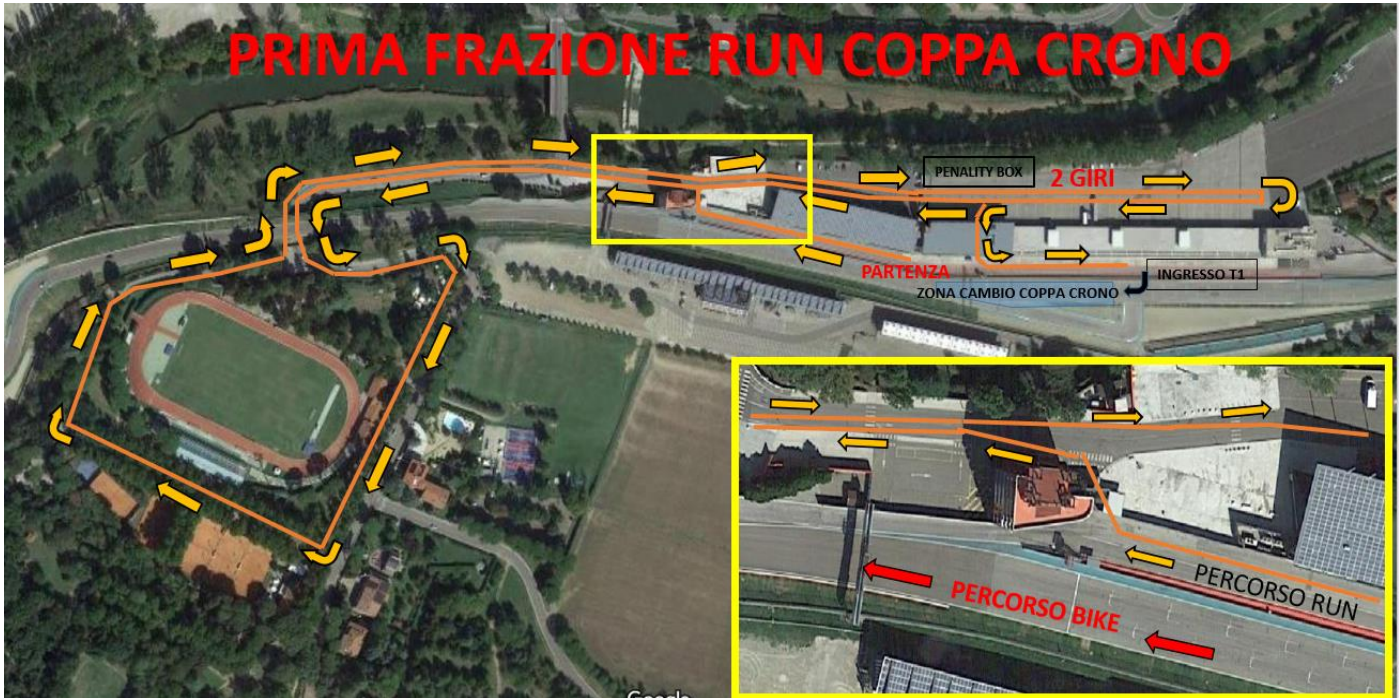 PRIMA FRAZIONE RUN COPPA CRONO
PENALITY BOX
2 GIRI
PARTENZA
INGRESSO T1
ZONA CAMBIO COPPA CRONO
PERCORSO RUN
PERCORSO BIKE
Google